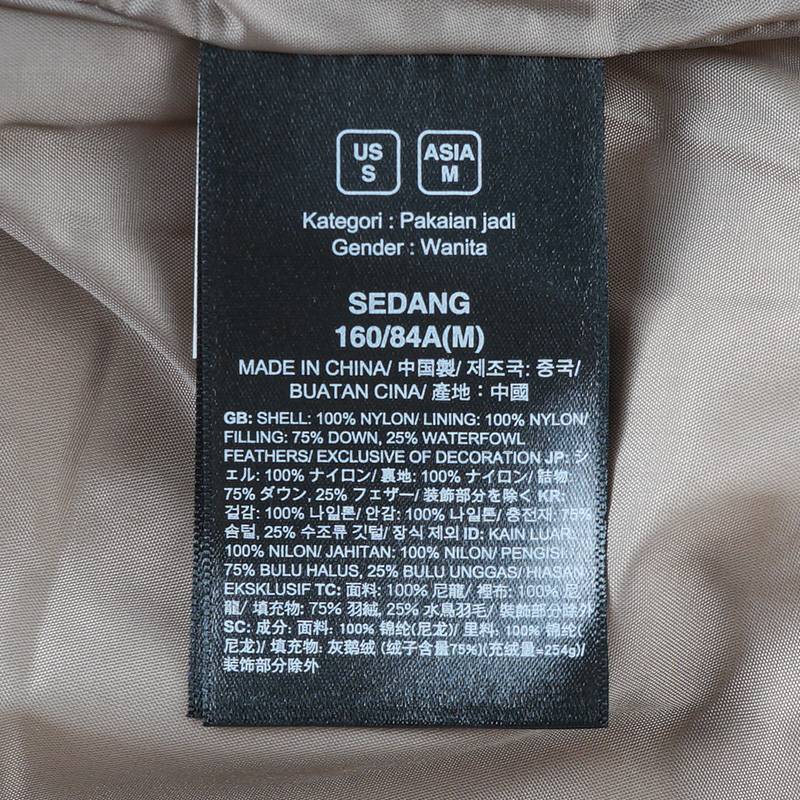 US ASIA
S M
Kategori : Pakaian jadi
Gender : Wanita
SEDANG
160/84A(M)
MADE IN CHINA/ 中国製/ 제조국: 중국/
BUATAN CINA/ 產地：中國
GB: SHELL: 100% NYLON/ LINING: 100% NYLON/
FILLING: 75% DOWN, 25% WATERFOWL
FEATHERS/ EXCLUSIVE OF DECORATION JP: シ
ェル: 100% ナイロン/ 裏地: 100% ナイロン/ 詰物:
75% ダウン, 25% フェザー/ 装飾部分を除く KR:
겉감: 100% 나일론/ 안감: 100% 나일론/ 충전재: 75%
솜털, 25% 수조류 깃털/ 장식 제외 ID: KAIN LUAR:
100% NILON/ JAHITAN: 100% NILON/ PENGISI:
75% BULU HALUS, 25% BULU UNGGAS/ HIASAN
EKSKLUSIF TC: 面料: 100% 尼龍/ 裡布: 100% 尼
龍/ 填充物: 75% 羽絨, 25% 水鳥羽毛/ 裝飾部分除外
SC: 成分: 面料: 100% 锦纶(尼龙)/ 里料: 100% 锦纶(
尼龙)/ 填充物: 灰鹅绒 (绒子含量75%)(充绒量=254g)/
装饰部分除外